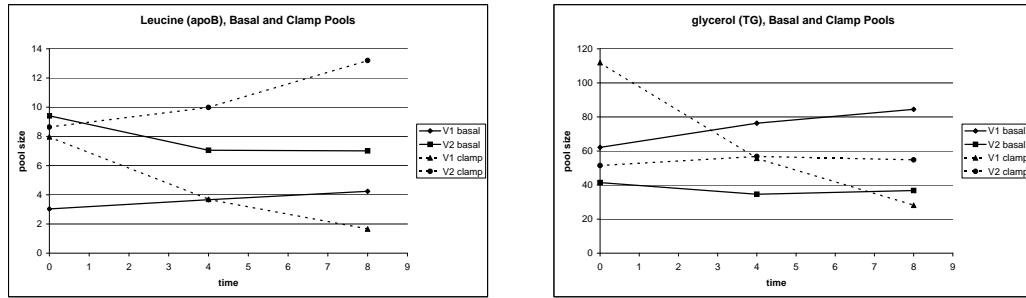 Leucine (apoB), Basal and Clamp Pools
pool size
14
12
10
8
6
4
2
0
0 1 2 3 4 5 6 7 8 9
time
V1 basal
V2 basal
V1 clamp
V2 clamp
glycerol (TG), Basal and Clamp Pools
pool size
120
100
80
60
40
20
0
0 1 2 3 4 5 6 7 8 9
time
V1 basal
V2 basal
V1 clamp
V2 clamp